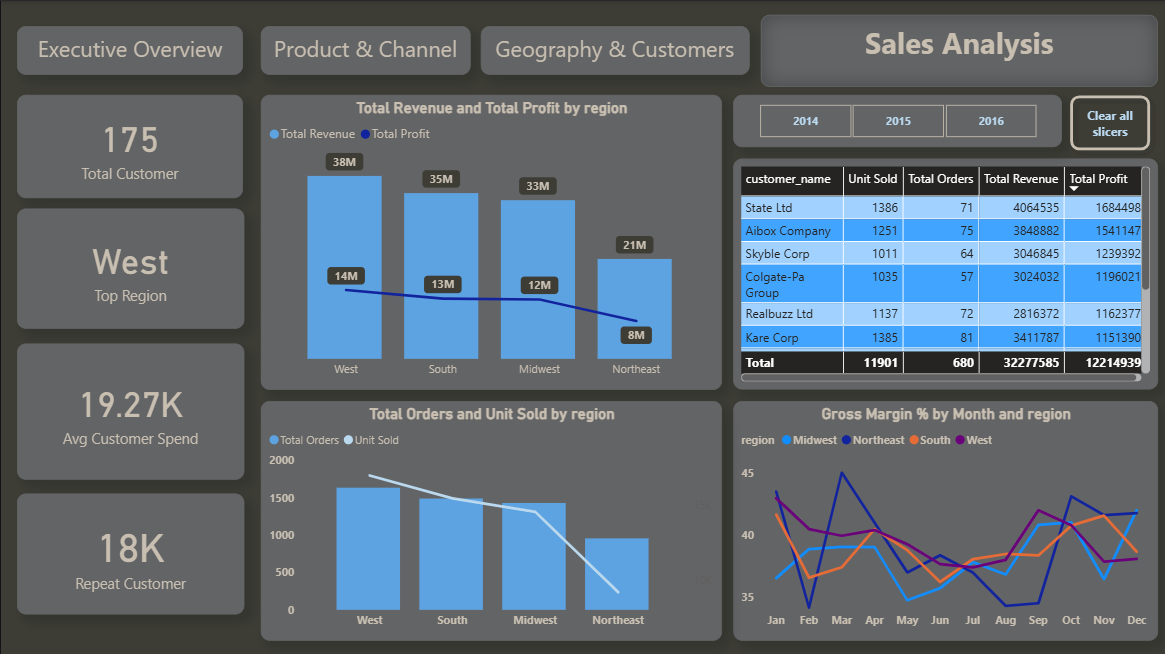 Executive Overview
Product & Channel
Geography & Customers
Sales Analysis
175
Total Customer
West
Top Region
19.27K
Avg Customer Spend
18K
Repeat Customer
Total Revenue and Total Profit by region
Total Revenue Total Profit
38M
35M
33M
21M
14M
13M
12M
8M
West South Midwest Northeast
2014 2015 2016
Clear all
slicers
customer_name Unit Sold Total Orders Total Revenue Total Profit
State Ltd 1386 71 4064535 1684498
Aibox Company 1251 75 3848882 1541147
Skyble Corp 1011 64 3046845 1239392
Colgate-Pa
Group 1035 57 3024032 1196021
Realbuzz Ltd 1137 72 2816372 1162377
Kare Corp 1385 81 3411787 1151390
Total 11901 680 32277585 12214939
Total Orders and Unit Sold by region
Total Orders Unit Sold
2000
1500
1000
500
0
West South Midwest Northeast
Gross Margin % by Month and region
region Midwest Northeast South West
45
40
35
Jan Feb Mar Apr May Jun Jul Aug Sep Oct Nov Dec